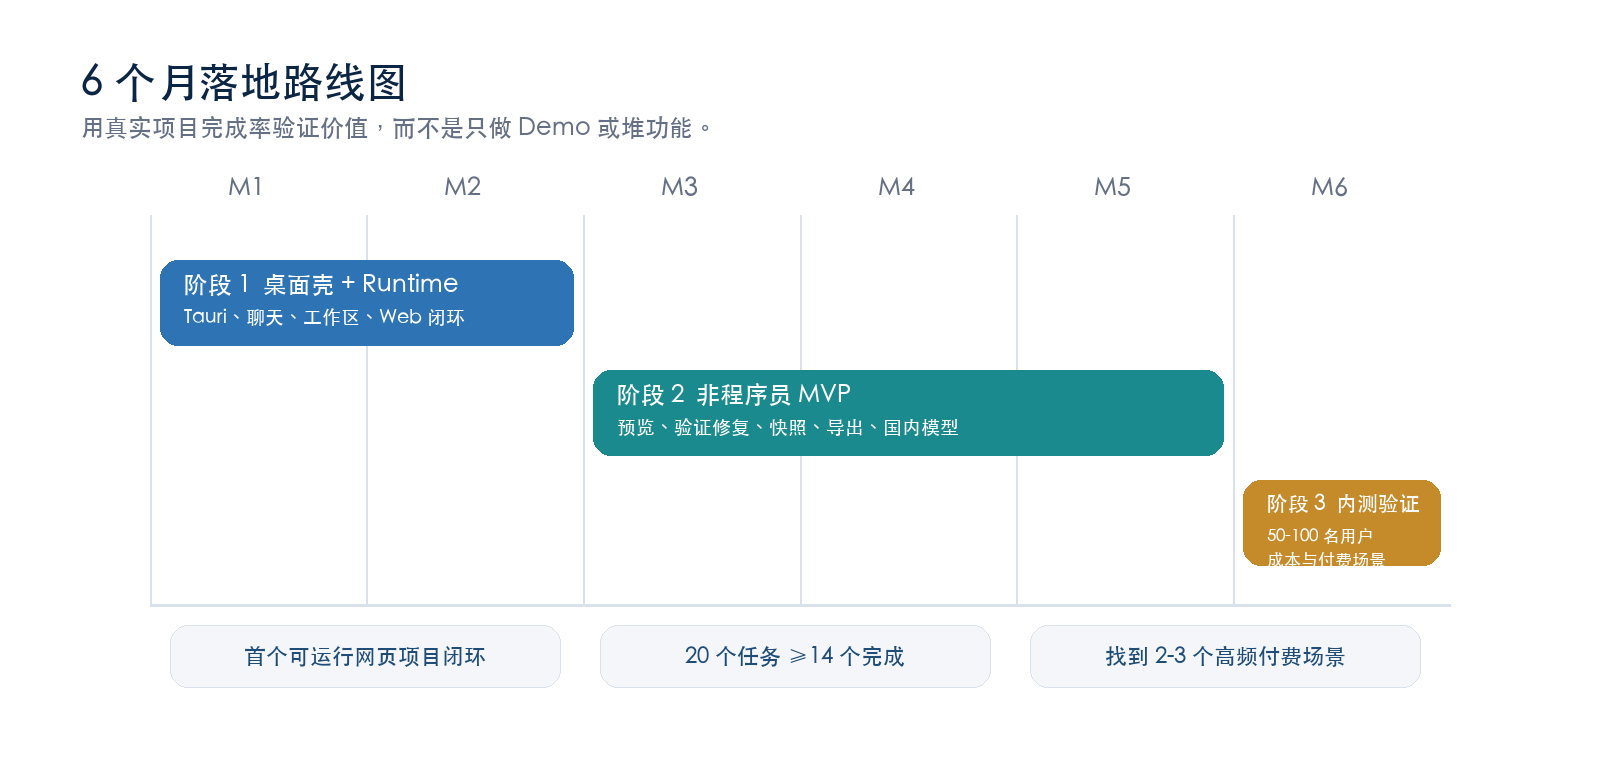 6 个月落地路线图
用真实项目完成率验证价值，而不是只做 Demo 或堆功能。
M1 M2 M3 M4 M5 M6
阶段 1 桌面壳 + Runtime
Tauri、聊天、工作区、Web 闭环
阶段 2 非程序员 MVP
预览、验证修复、快照、导出、国内模型
阶段 3 内测验证
50-100 名用户
成本与付费场景
首个可运行网页项目闭环
20 个任务 ≥14 个完成
找到 2-3 个高频付费场景